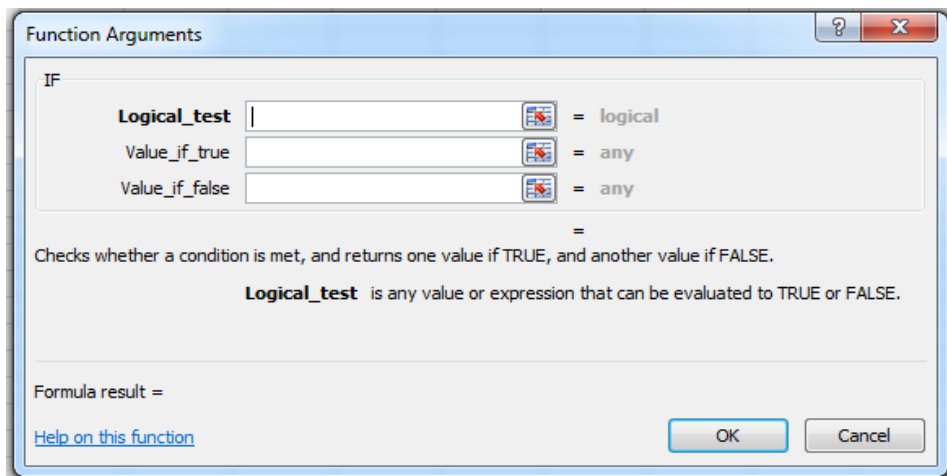 Function Arguments
?
IF
Logical_test = logical
Value_if_true = any
Value_if_false = any
=
Checks whether a condition is met, and returns one value if TRUE, and another value if FALSE.
Logical_test is any value or expression that can be evaluated to TRUE or FALSE.
Formula result =
Help on this function OK Cancel